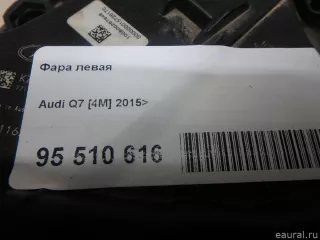 Фара левая
Audi Q7 [4M] 2015>
95 510 616
eaural.ru